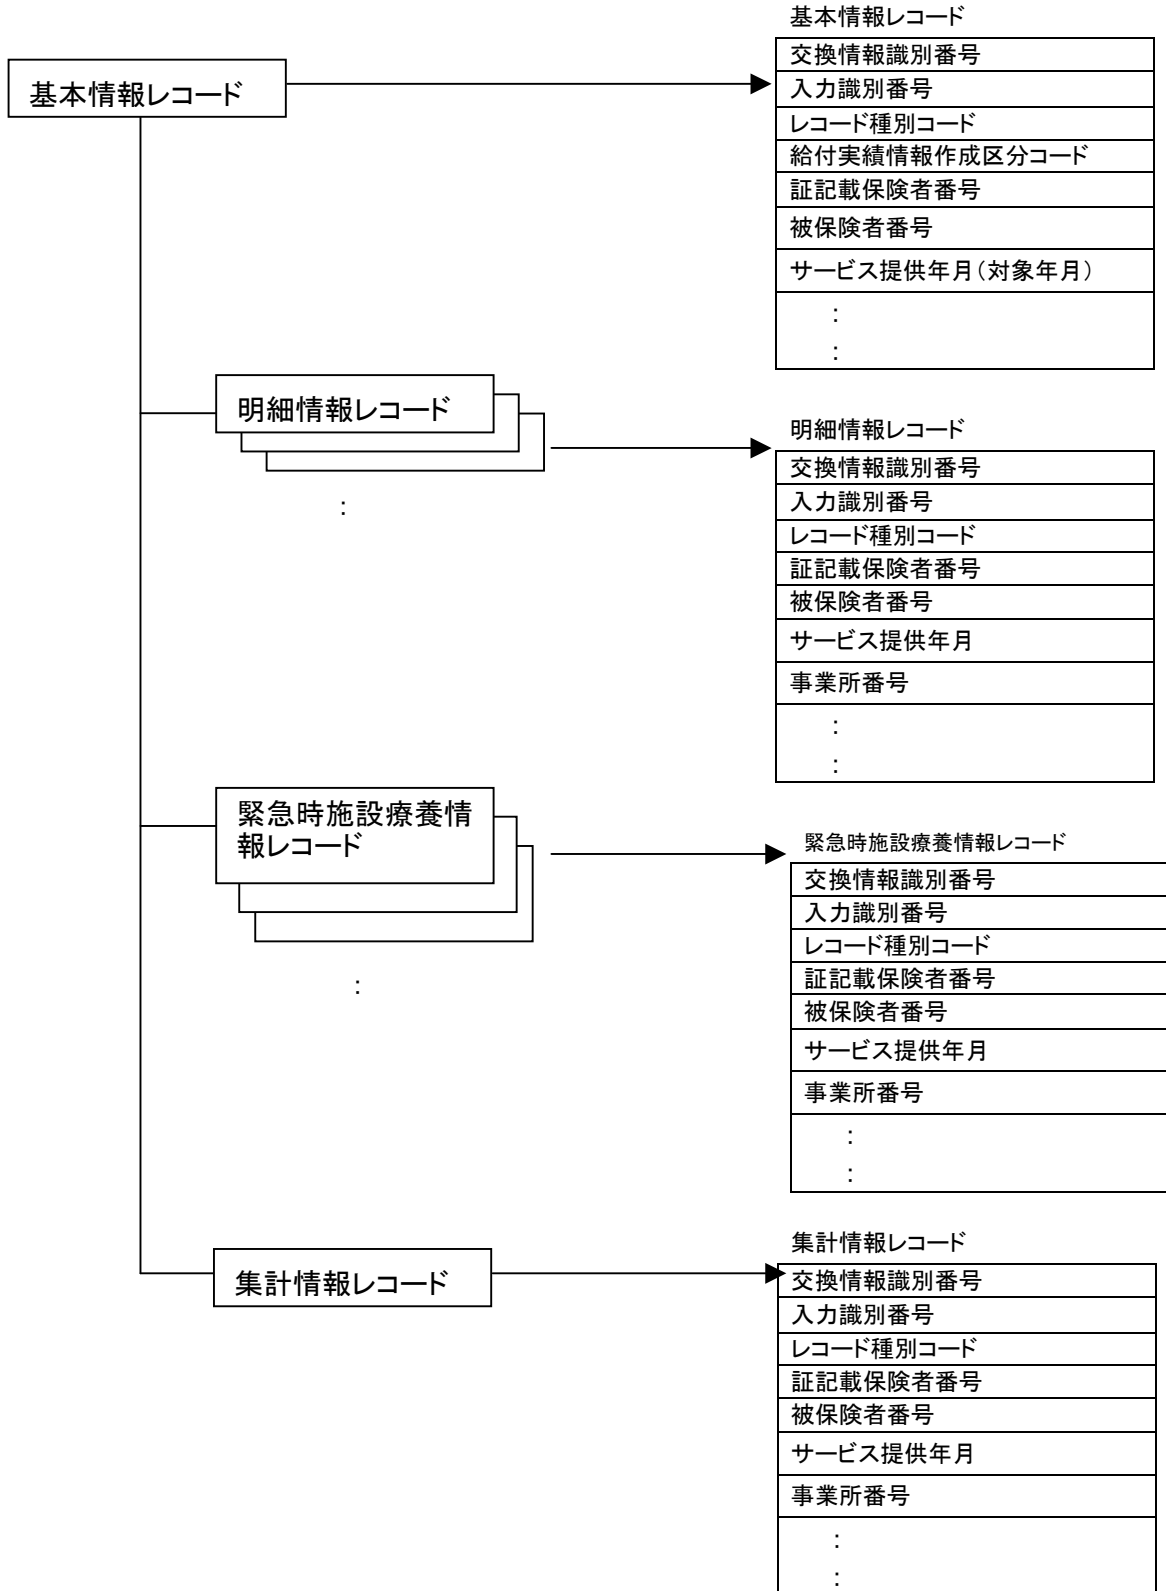 基本情報レコード
基本情報レコード
交換情報識別番号
入力識別番号
レコード種別コード
給付実績情報作成区分コード
証記載保険者番号
被保険者番号
サービス提供年月(対象年月)
:
:
明細情報レコード
:
明細情報レコード
交換情報識別番号
入力識別番号
レコード種別コード
証記載保険者番号
被保険者番号
サービス提供年月
事業所番号
:
:
緊急時施設療養情
報レコード
:
緊急時施設療養情報レコード
交換情報識別番号
入力識別番号
レコード種別コード
証記載保険者番号
被保険者番号
サービス提供年月
事業所番号
:
:
集計情報レコード
集計情報レコード
交換情報識別番号
入力識別番号
レコード種別コード
証記載保険者番号
被保険者番号
サービス提供年月
事業所番号
:
: